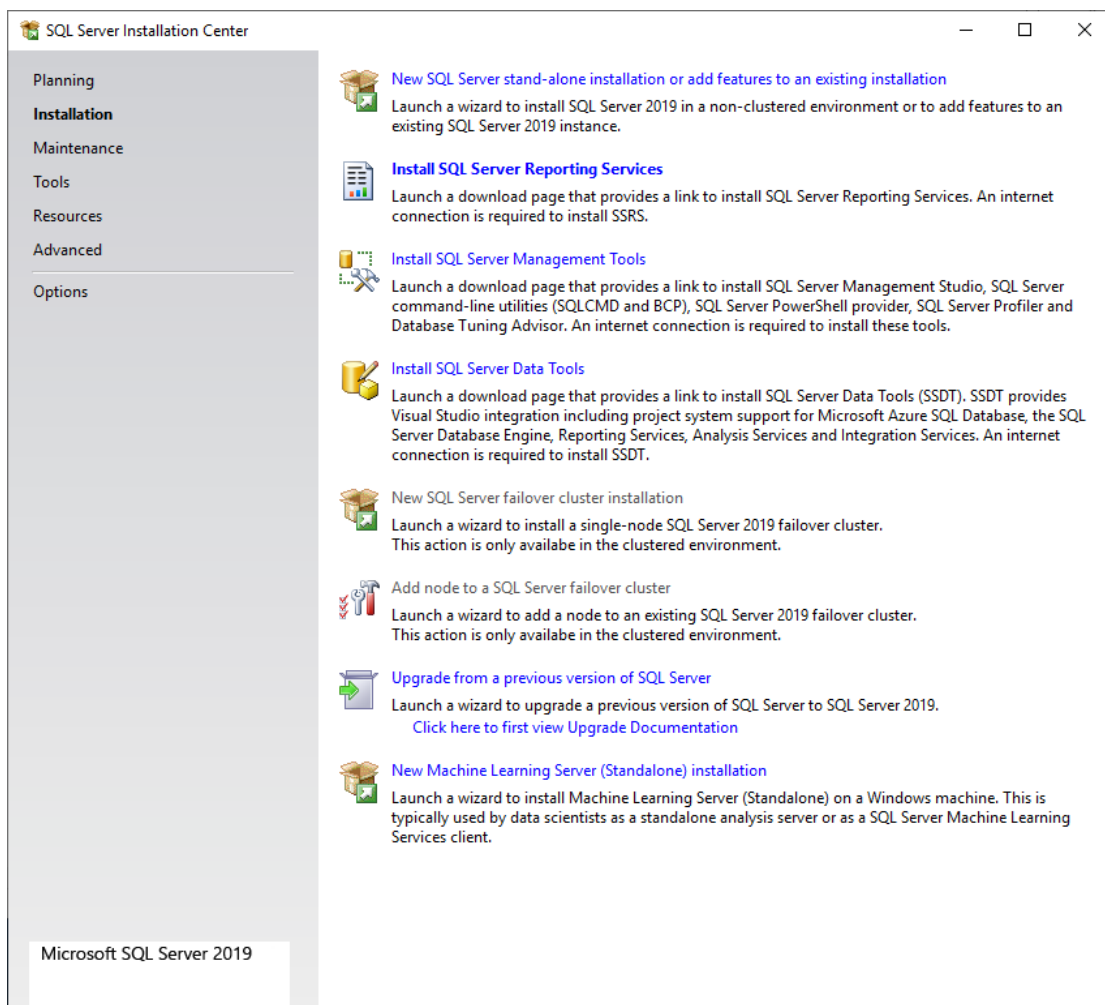 SQL Server Installation Center
Planning
Installation
Maintenance
Tools
Resources
Advanced
Options
Microsoft SQL Server 2019
New SQL Server stand-alone installation or add features to an existing installation
Launch a wizard to install SQL Server 2019 in a non-clustered environment or to add features to an
existing SQL Server 2019 instance.
Install SQL Server Reporting Services
Launch a download page that provides a link to install SQL Server Reporting Services. An internet
connection is required to install SSRS.
Install SQL Server Management Tools
Launch a download page that provides a link to install SQL Server Management Studio, SQL Server
command-line utilities (SQLCMD and BCP), SQL Server PowerShell provider, SQL Server Profiler and
Database Tuning Advisor. An internet connection is required to install these tools.
Install SQL Server Data Tools
Launch a download page that provides a link to install SQL Server Data Tools (SSDT). SSDT provides
Visual Studio integration including project system support for Microsoft Azure SQL Database, the SQL
Server Database Engine, Reporting Services, Analysis Services and Integration Services. An internet
connection is required to install SSDT.
New SQL Server failover cluster installation
Launch a wizard to install a single-node SQL Server 2019 failover cluster.
This action is only availabe in the clustered environment.
Add node to a SQL Server failover cluster
Launch a wizard to add a node to an existing SQL Server 2019 failover cluster.
This action is only availabe in the clustered environment.
Upgrade from a previous version of SQL Server
Launch a wizard to upgrade a previous version of SQL Server to SQL Server 2019.
Click here to first view Upgrade Documentation
New Machine Learning Server (Standalone) installation
Launch a wizard to install Machine Learning Server (Standalone) on a Windows machine. This is
typically used by data scientists as a standalone analysis server or as a SQL Server Machine Learning
Services client.